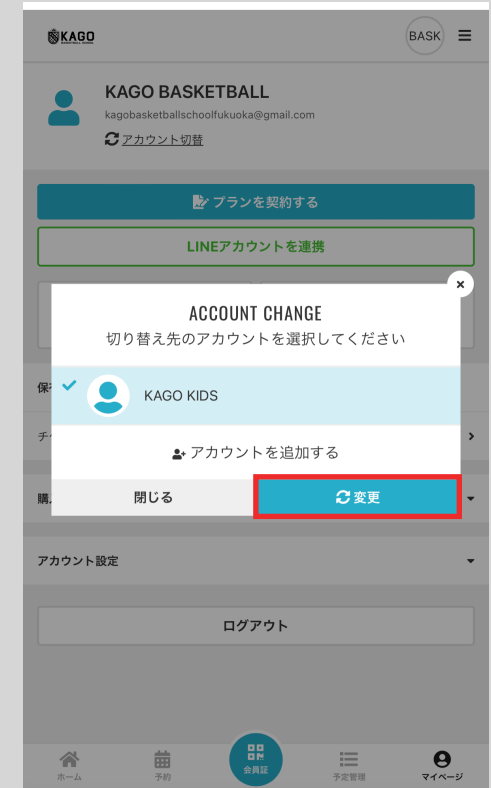 KAGO
BASK
KAGO BASKETBALL
kagobasketballschoolfukuoka@gmail.com
アカウント切替
プランを契約する
LINEアカウントを連携
×
ACCOUNT CHANGE
切り替え先のアカウントを選択してください
保
KAGO KIDS
チ
アカウントを追加する
購
閉じる
変更
アカウント設定
ログアウト
ホーム
予約
会員証
予定管理
マイページ